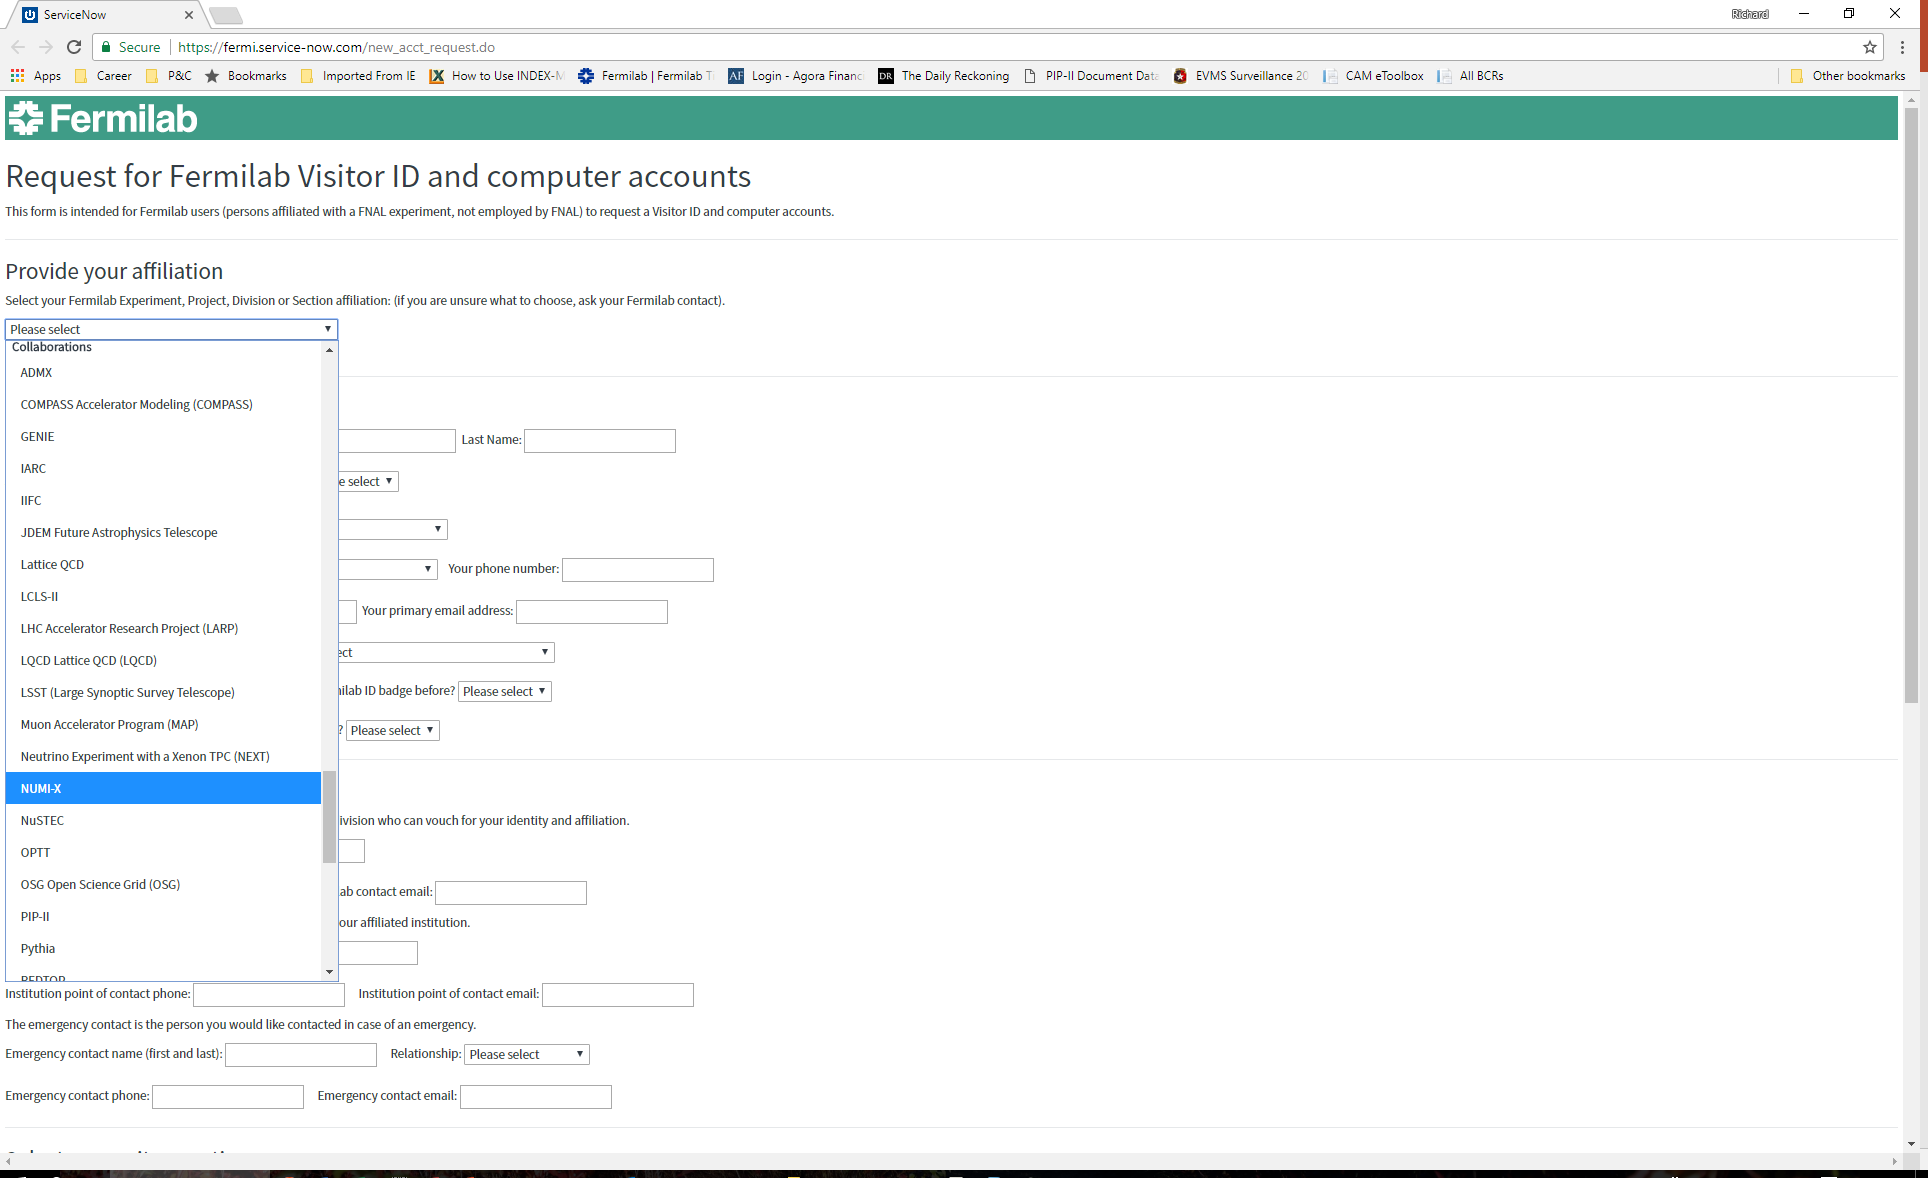 ServiceNow
Richard
Secure https://fermi.service-now.com/new_acct_request.do
Apps Career P&C Bookmarks Imported From IE How to Use INDEX-M Fermilab | Fermilab T Login - Agora Financ The Daily Reckoning PIP-II Document Data EVMS Surveillance 20 CAM eToolbox All BCRs Other bookmarks
Fermilab
Request for Fermilab Visitor ID and computer accounts
This form is intended for Fermilab users (persons affiliated with a FNAL experiment, not employed by FNAL) to request a Visitor ID and computer accounts.
Provide your affiliation
Select your Fermilab Experiment, Project, Division or Section affiliation: (if you are unsure what to choose, ask your Fermilab contact).
Please select
Collaborations
ADMX
COMPASS Accelerator Modeling (COMPASS)
GENIE
Last Name:
IARC
e select
IIFC
JDEM Future Astrophysics Telescope
Lattice QCD
Your phone number:
LCLS-II
Your primary email address:
LHC Accelerator Research Project (LARP)
ect
LQCD Lattice QCD (LQCD)
LSST (Large Synoptic Survey Telescope)
ilab ID badge before? Please select
Muon Accelerator Program (MAP)
? Please select
Neutrino Experiment with a Xenon TPC (NEXT)
NUMI-X
NuSTEC
ivision who can vouch for your identity and affiliation.
OPTT
OSG Open Science Grid (OSG)
ab contact email:
PIP-II
our affiliated institution.
Pythia
REDTOP
Institution point of contact phone: Institution point of contact email:
The emergency contact is the person you would like contacted in case of an emergency.
Emergency contact name (first and last): Relationship: Please select
Emergency contact phone: Emergency contact email: